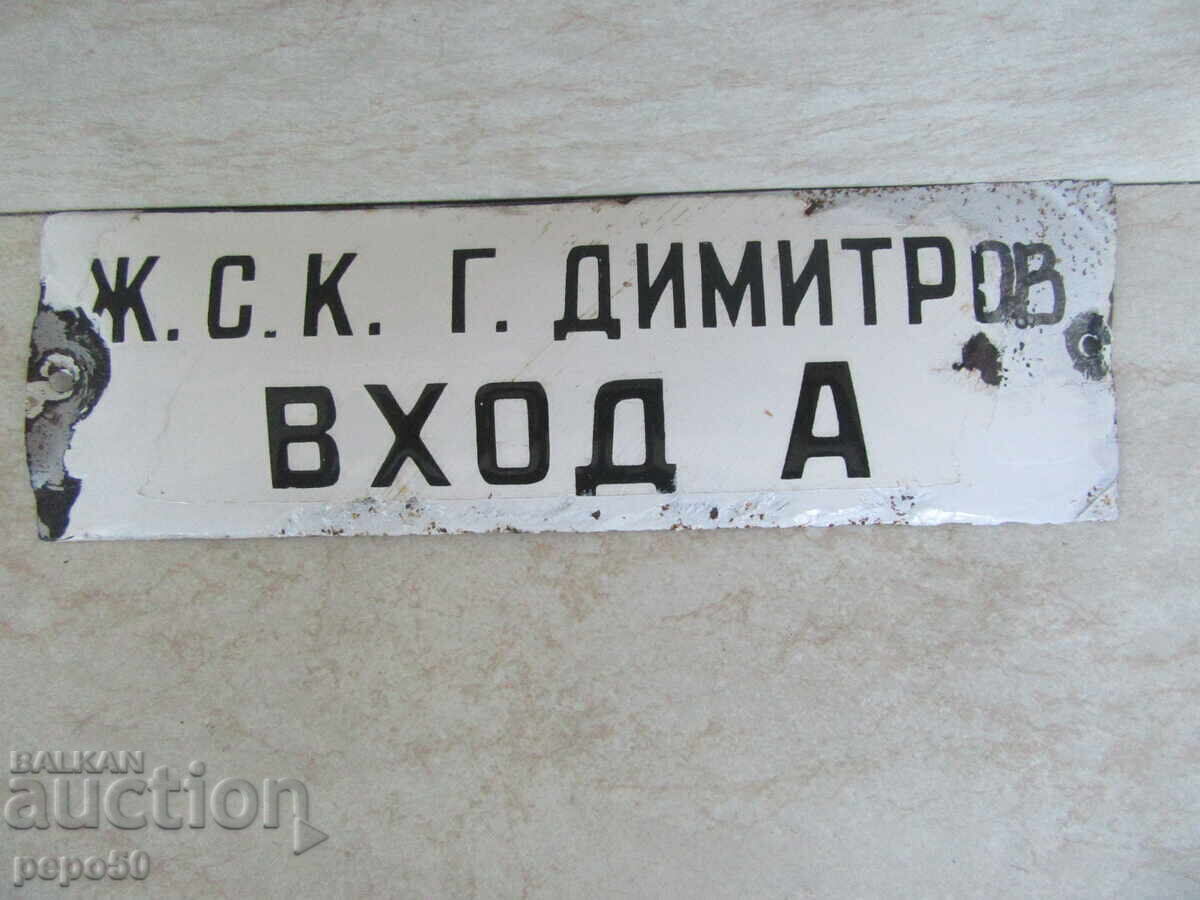 Ж.С.К. Г. ДИМИТРОВ
ВХОД А
BALKAN
auction
pepo50